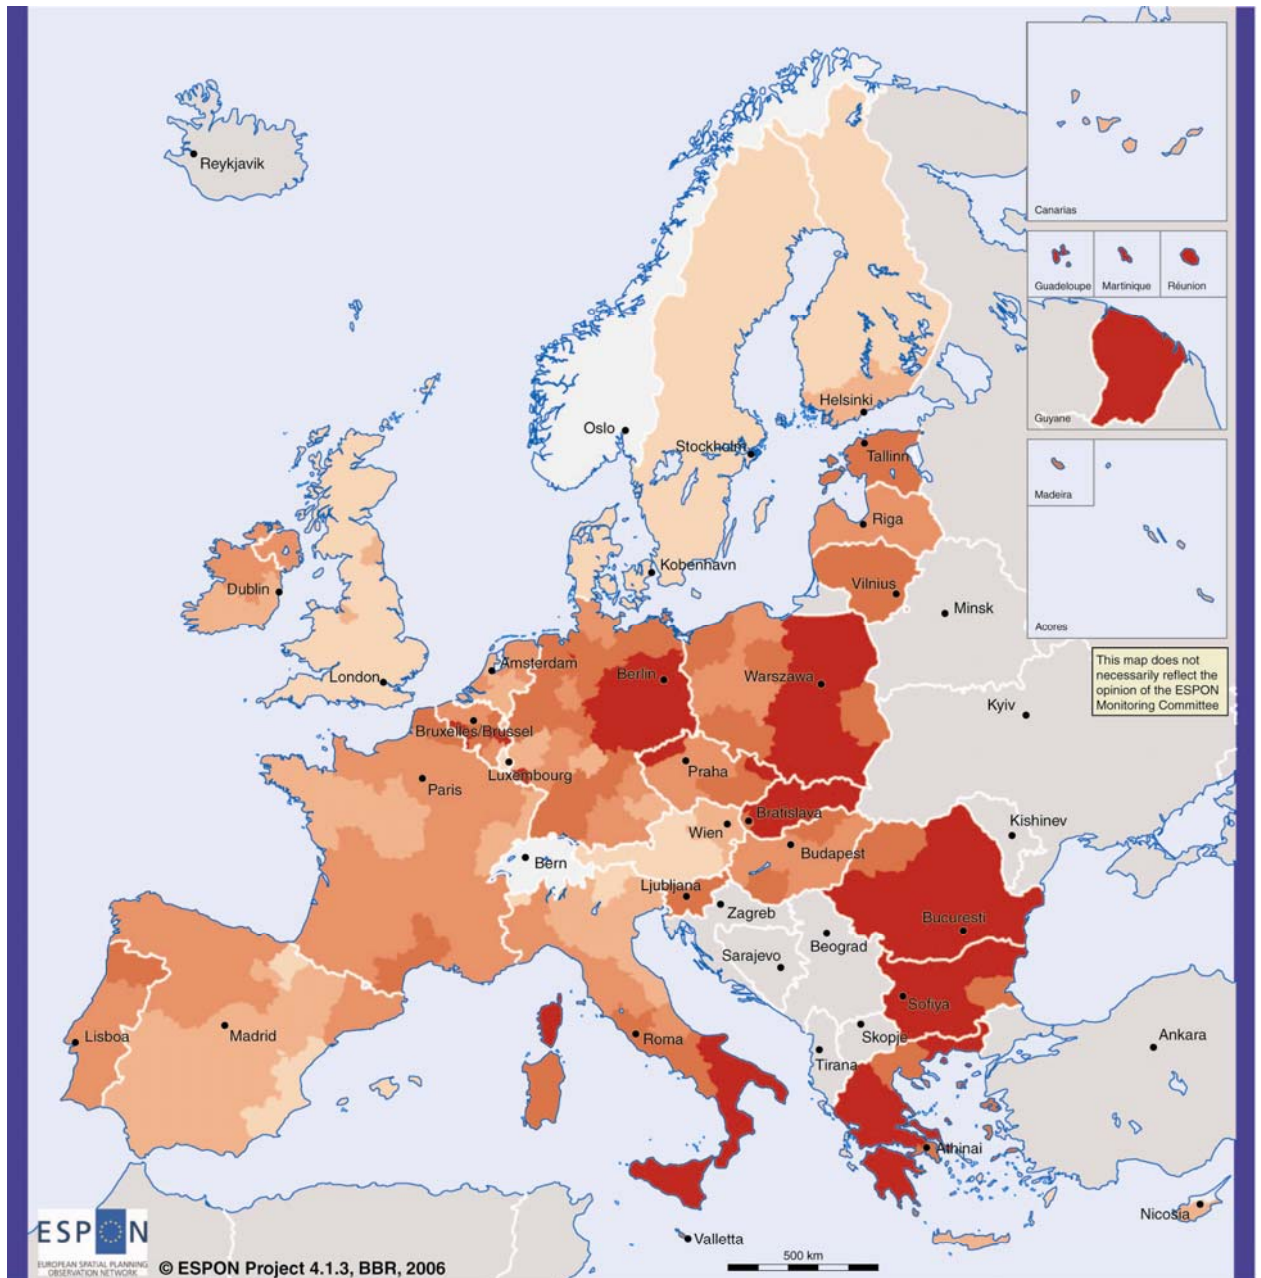 Reykjavik
Canarias
Guadeloupe
Martinique
Réunion
Guyane
Helsinki
Oslo
Stockholm
Tallinn
Madeira
Riga
Kobenhavn
Dublin
Vilnius
Minsk
Acores
Amsterdam
London
Berlin
Warszawa
This map does not
necessarily reflect the
opinion of the ESPON
Monitoring Committee
Kyiv
Bruxelles/Brussel
Luxembourg
Praha
Paris
Bratislava
Wien
Kishinev
Budapest
Bern
Ljubljana
Zagreb
Bucuresti
Beograd
Sarajevo
Sofiya
Madrid
Lisboa
Roma
Skopje
Ankara
Tirana
Athinai
Nicosia
Valletta
500 km
ESPON
EUROPEAN SPATIAL PLANNING
OBSERVATION NETWORK
© ESPON Project 4.1.3, BBR, 2006